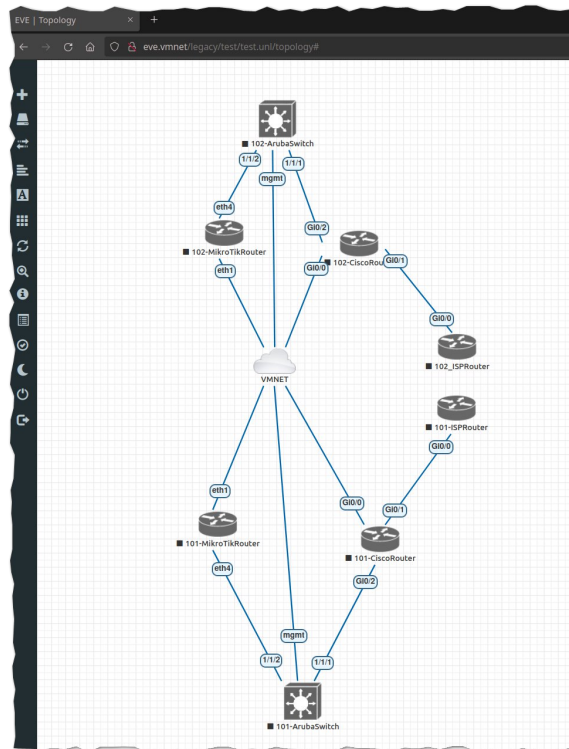 EVE | Topology
eve.vmnet/legacy/test/test.unl/topology#
102-ArubaSwitch
1/1/2
1/1/1
mgmt
eth4
Gi0/2
102-MikroTikRouter
102-CiscoRou
Gi0/1
eth1
Gi0/0
Gi0/0
102_ISPRouter
VMNET
101-ISPRouter
Gi0/0
eth1
Gi0/0
Gi0/1
101-MikroTikRouter
101-CiscoRouter
eth4
Gi0/2
mgmt
1/1/2
1/1/1
101-ArubaSwitch